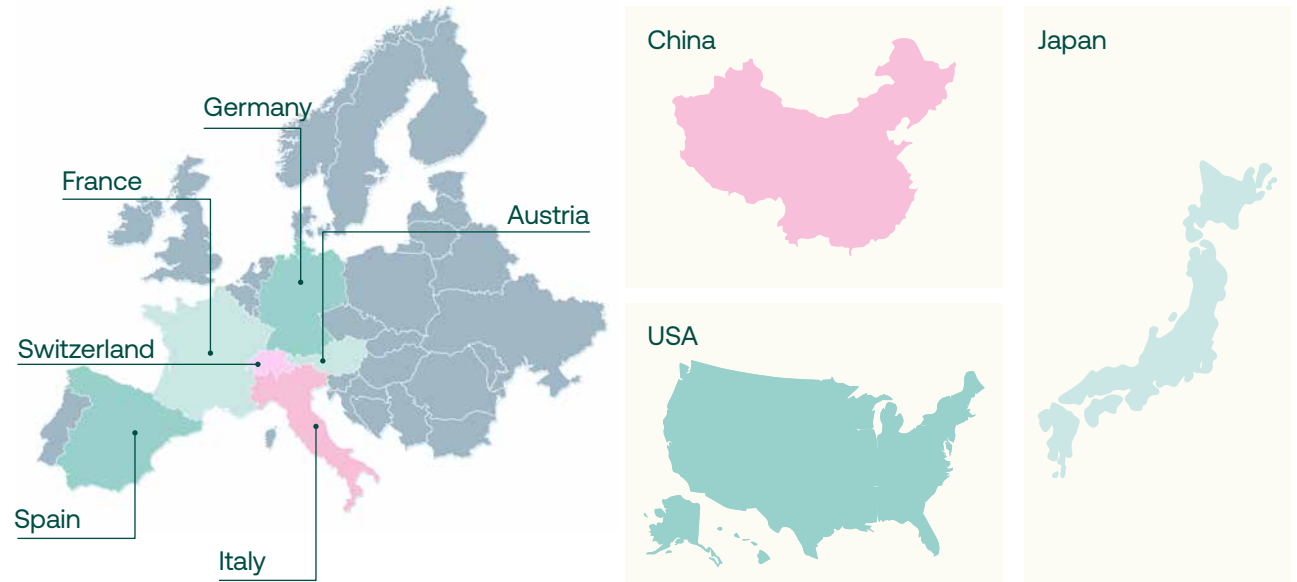 Germany
France
Austria
Switzerland
Spain
Italy
China
USA
Japan